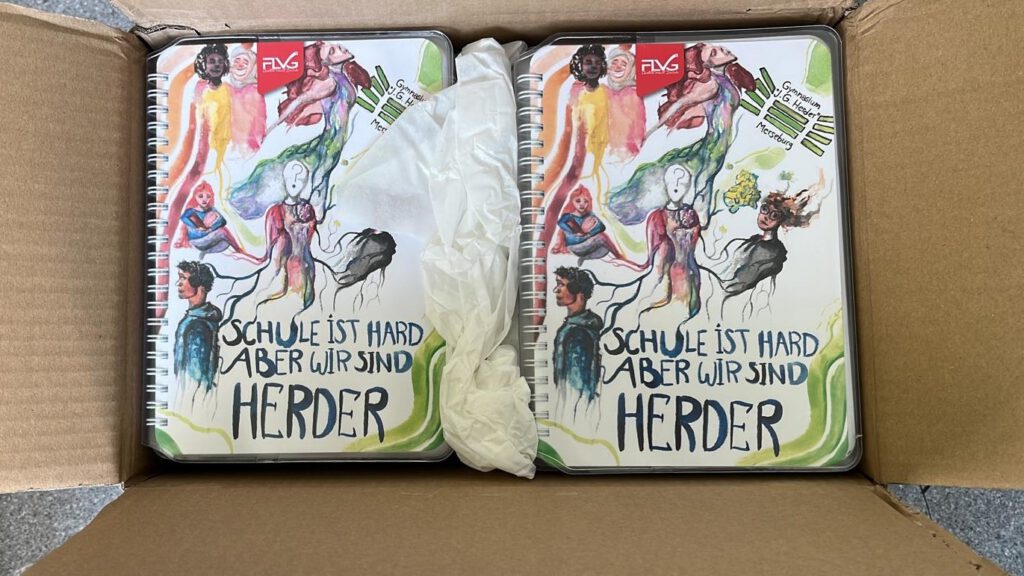 FLVG
Gymnasium
J.G. Herder
Merseburg
?
SCHULE IST HARD
ABER WIR SIND
HERDER
FLVG
Gymnasium
"J.G. Herder"
Merseburg
?
SCHULE IST HARD
ABER WIR SIND
HERDER